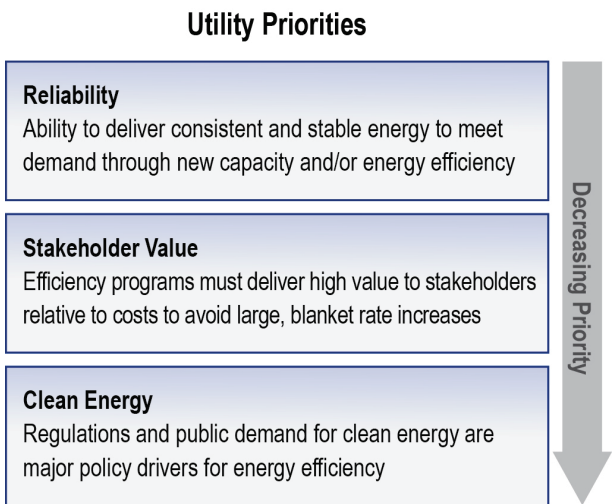 Utility Priorities
Reliability
Ability to deliver consistent and stable energy to meet
demand through new capacity and/or energy efficiency
Stakeholder Value
Efficiency programs must deliver high value to stakeholders
relative to costs to avoid large, blanket rate increases
Clean Energy
Regulations and public demand for clean energy are
major policy drivers for energy efficiency
Decreasing Priority